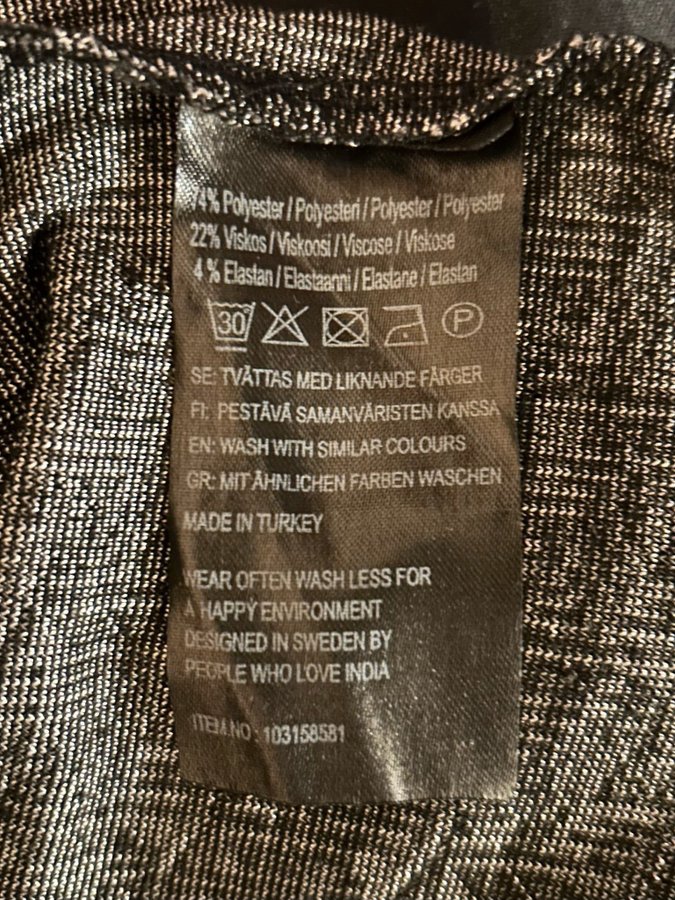 74% Polyester / Polyesteri / Polyester / Polyester
22% Viskos / Viskoosi / Viscose / Viskose
4 % Elastan / Elastaanni / Elastane / Elastan
30 P
SE: TVÄTTAS MED LIKNANDE FÄRGER
FI: PESTÄVÄ SAMANVÄRISTEN KANSSA
EN: WASH WITH SIMILAR COLOURS
GR: MIT ÄHNLICHEN FARBEN WASCHEN
MADE IN TURKEY
WEAR OFTEN WASH LESS FOR
A HAPPY ENVIRONMENT
DESIGNED IN SWEDEN BY
PEOPLE WHO LOVE INDIA
ITEM NO : 103158581